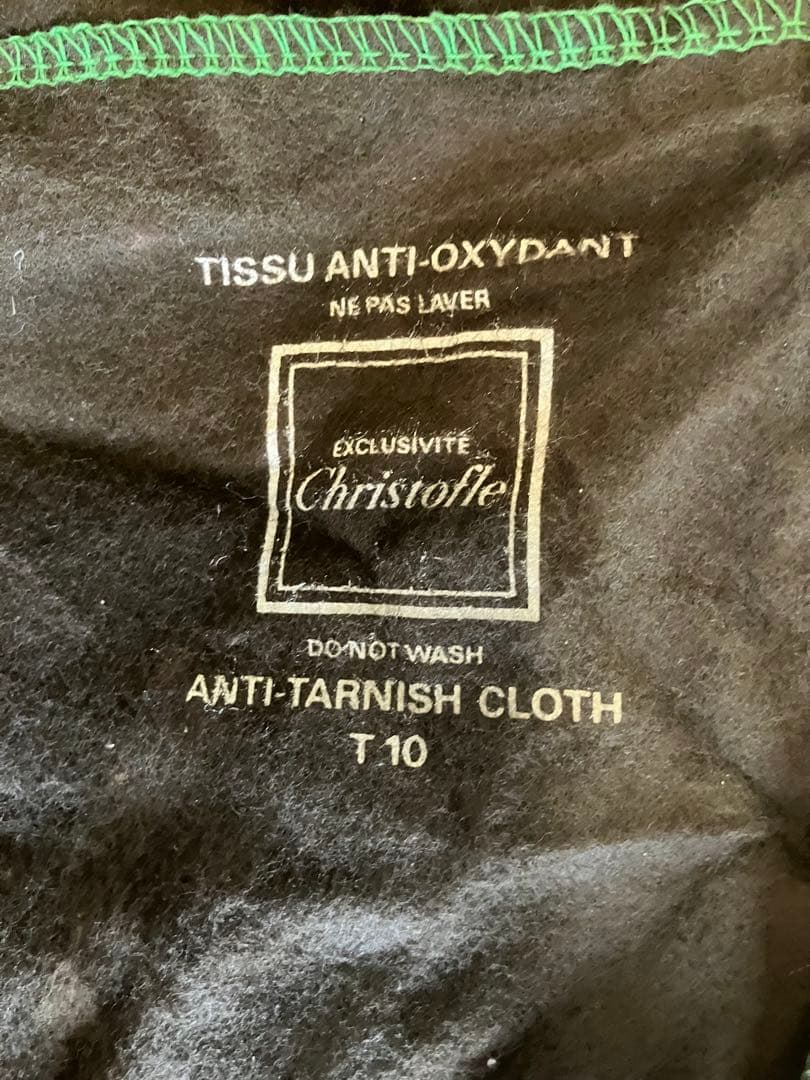 TISSU ANTI-OXYDANT
NE PAS LAVER
EXCLUSIVITE
Christofle
DO NOT WASH
ANTI-TARNISH CLOTH
T 10